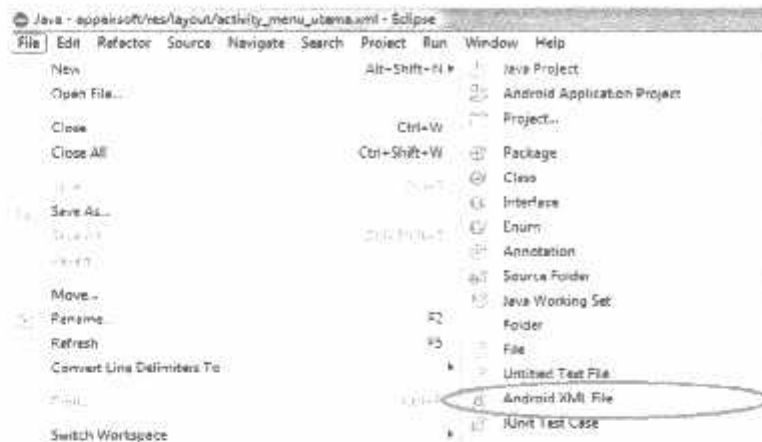 Java - appaksoft/res/layout/activity_menu_utama.xml - Eclipse
File Edit Refactor Source Navigate Search Project Run Window Help
New Alt+Shift+N
Open File...
Close Ctrl+W
Close All Ctrl+Shift+W
Save As...
Move...
Rename... F2
Refresh F5
Convert Line Delimiters To
Switch Workspace
Java Project
Android Application Project
Project...
Package
Class
Interface
Enum
Annotation
Source Folder
Java Working Set
Folder
File
Untitled Text File
Android XML File
JUnit Test Case